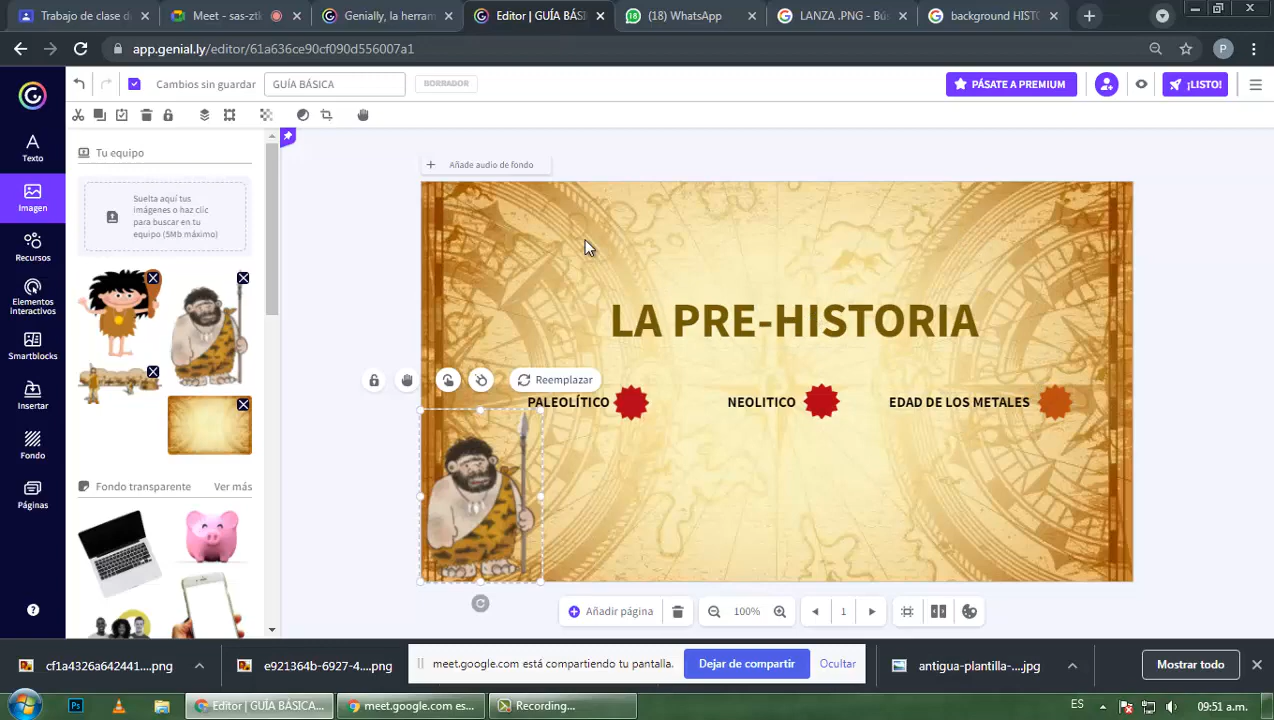 Trabajo de clase d
Meet - sas-ztk
Genially, la herram
Editor | GUÍA BÁSI
(18) WhatsApp
LANZA .PNG - Bús
background HISTO
app.genial.ly/editor/61a636ce90cf090d556007a1
P
Cambios sin guardar
GUÍA BÁSICA
BORRADOR
PÁSATE A PREMIUM
¡LISTO!
Texto
Imagen
Recursos
Elementos interactivos
Smartblocks
Insertar
Fondo
Páginas
Tu equipo
Suelta aquí tus
imágenes o haz clic
para buscar en tu
equipo (5Mb máximo)
Fondo transparente
Ver más
Añade audio de fondo
LA PRE-HISTORIA
Reemplazar
PALEOLÍTICO
NEOLITICO
EDAD DE LOS METALES
Añadir página
100%
1
cf1a4326a642441....png
e921364b-6927-4....png
meet.google.com está compartiendo tu pantalla.
Dejar de compartir
Ocultar
antigua-plantilla-....jpg
Mostrar todo
Ps
Editor | GUÍA BÁSICA...
meet.google.com es...
Recording...
ES
09:51 a.m.